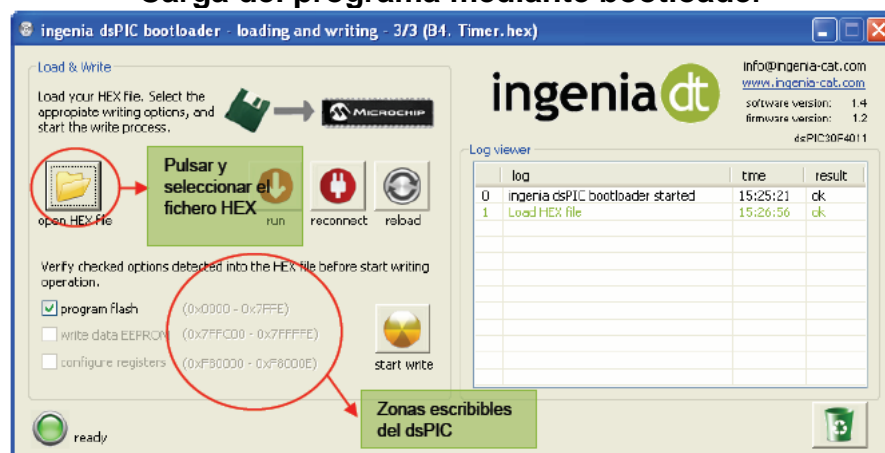 Carga del programa mediante bootloader
ingenia dsPIC bootloader - loading and writing - 3/3 (B4. Timer.hex)
Load & Write
Load your HEX file. Select the
appropiate writing options, and
start the write process.
MICROCHIP
Pulsar y
seleccionar el
fichero HEX
open HEX file
run
reconnect
reload
Verify checked options detected into the HEX file before start writing
operation.
program flash (0x0000 - 0x7FFE)
write data EEPROM (0x7FFC00 - 0x7FFFFE)
configure registers (0xF80000 - 0xF8000E)
start write
Zonas escribibles
del dsPIC
ready
ingenia dt
info@ingenia-cat.com
www.ingenia-cat.com
software version: 1.4
firmware version: 1.2
dsPIC30F4011
Log viewer
log time result
0 ingenia dsPIC bootloader started 15:25:21 ok
1 Load HEX file 15:26:56 ok